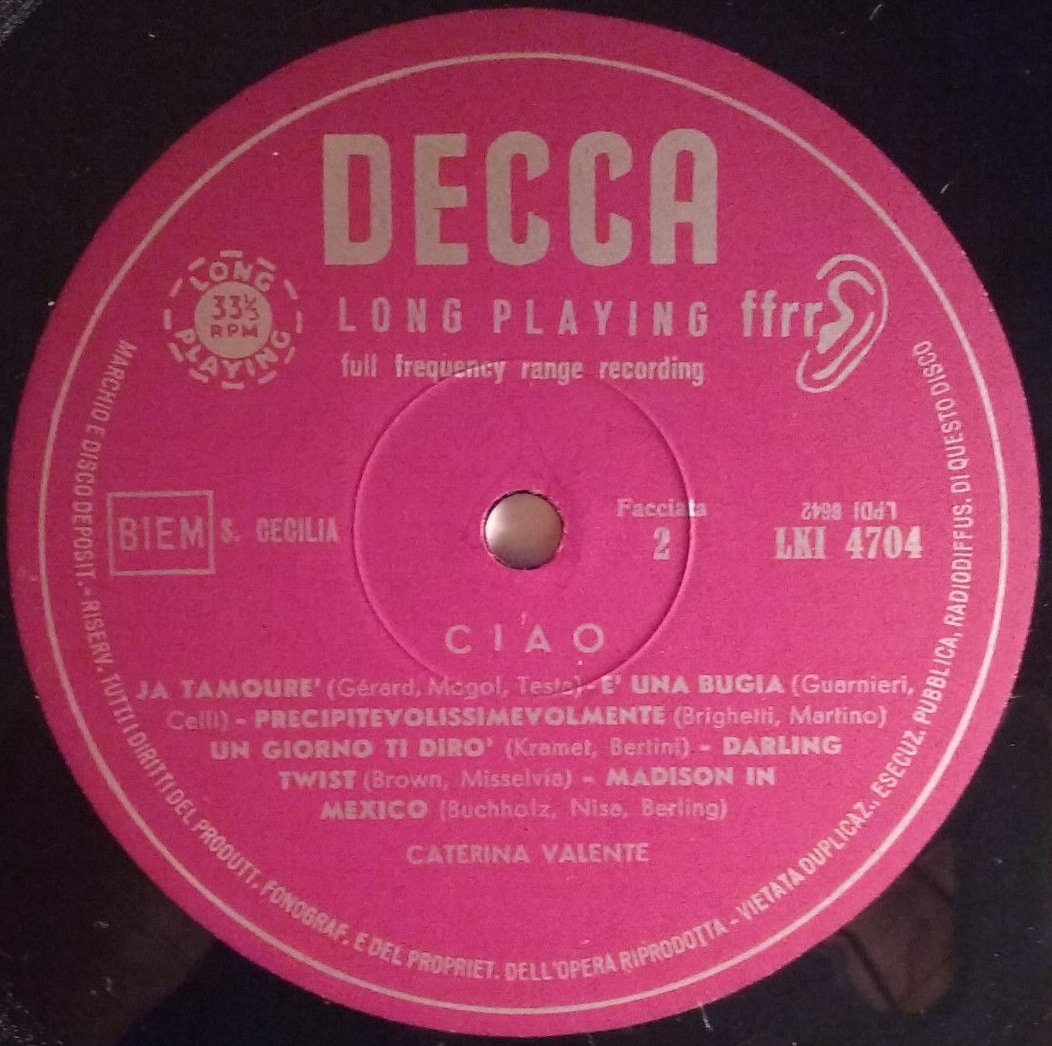 DECCA
LONG PLAYING
33⅓
RPM
LONG PLAYING
ffrr
full frequency range recording
BIEM
S. CECILIA
Facciata
2
LPDI 8642
LKI 4704
CIAO
JA TAMOURE' (Gérard, Mogol, Testa) - E' UNA BUGIA (Guarnieri,
Celli) - PRECIPITEVOLISSIMEVOLMENTE (Brighetti, Martino)
UN GIORNO TI DIRO' (Kramet, Bertini) - DARLING
TWIST (Brown, Misselvia) - MADISON IN
MEXICO (Buchholz, Nisa, Berling)
CATERINA VALENTE
MARCHIO E DISCO DEPOSIT. - RISERV. TUTTI I DIRITTI DEL PRODUTT. FONOGRAF. E DEL PROPRIET. DELL'OPERA RIPRODOTTA - VIETATA DUPLICAZ., ESECUZ. PUBBLICA, RADIODIFFUS. DI QUESTO DISCO